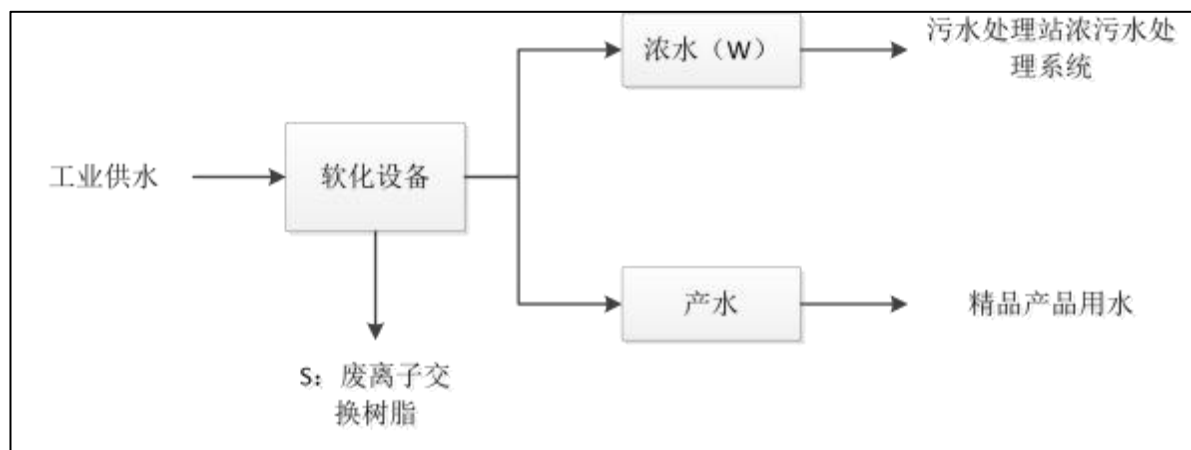 浓水（W）
污水处理站浓污水处
理系统
工业供水
软化设备
产水
精品产品用水
S：废离子交
换树脂